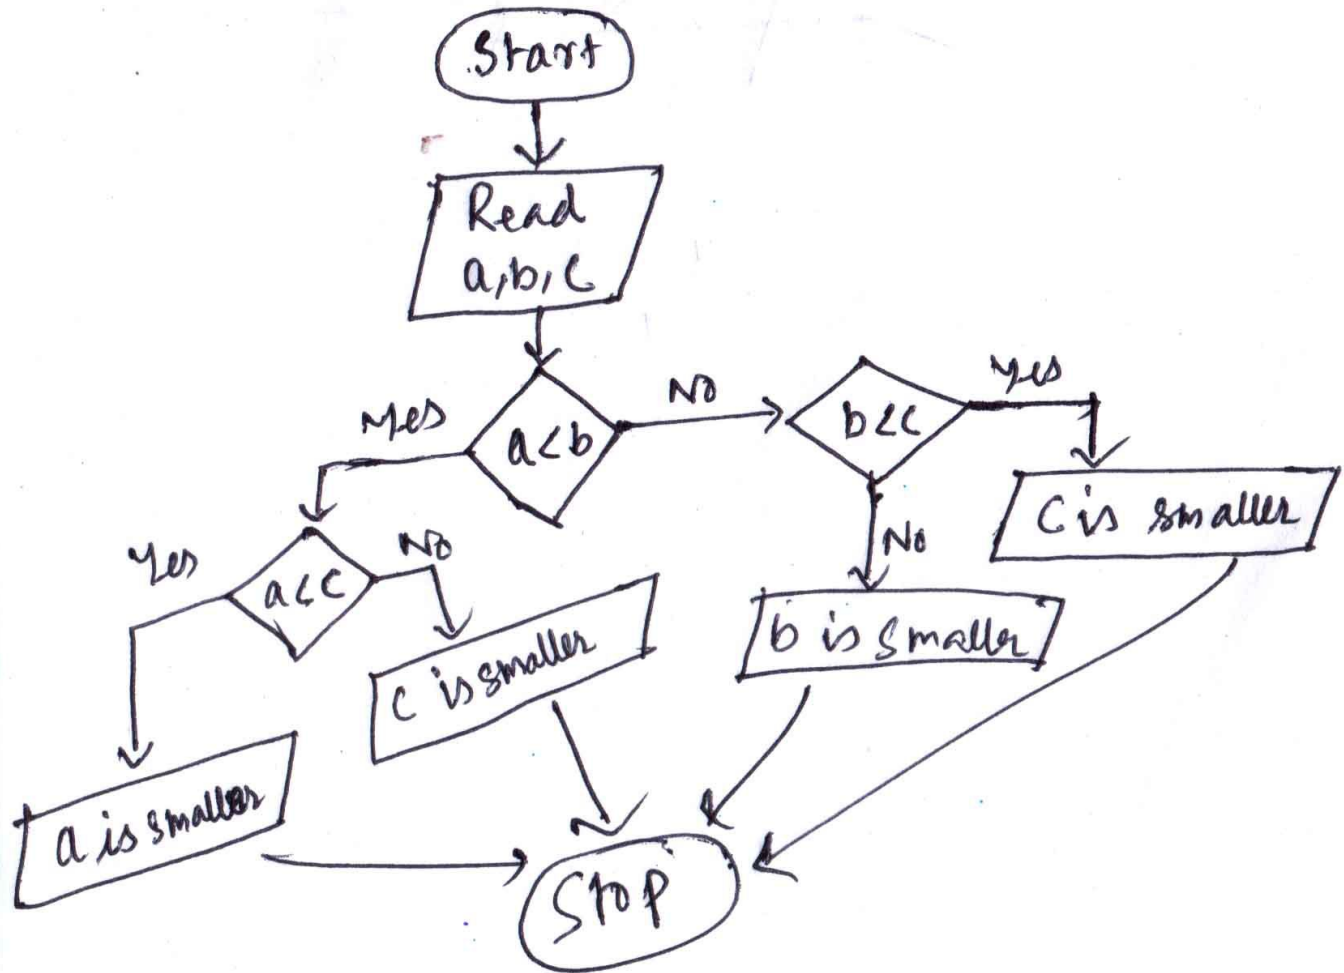 Start
Read
a,b,c
a<b
Yes
No
b<c
Yes
No
c is smaller
b is smaller
a<c
Yes
No
c is smaller
a is smaller
Stop